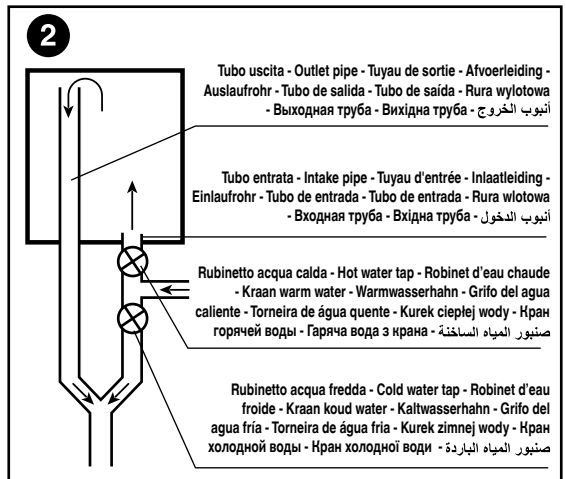 2
Tubo uscita - Outlet pipe - Tuyau de sortie - Afvoerleiding -
Auslaufrohr - Tubo de salida - Tubo de saída - Rura wylotowa
- Выходная труба - Вихідна труба - أنبوب الخروج
Tubo entrata - Intake pipe - Tuyau d'entrée - Inlaatleiding -
Einlaufrohr - Tubo de entrada - Tubo de entrada - Rura wlotowa
- Входная труба - Вхідна труба - أنبوب الدخول
Rubinetto acqua calda - Hot water tap - Robinet d’eau chaude
- Kraan warm water - Warmwasserhahn - Grifo del agua
caliente - Torneira de água quente - Kurek ciepłej wody - Кран
горячей воды - Гаряча вода з крана - صنبور المياه الساخنة
Rubinetto acqua fredda - Cold water tap - Robinet d’eau
froide - Kraan koud water - Kaltwasserhahn - Grifo del
agua fría - Torneira de água fria - Kurek zimnej wody - Кран
холодной воды - Кран холодної води - صنبور المياه الباردة